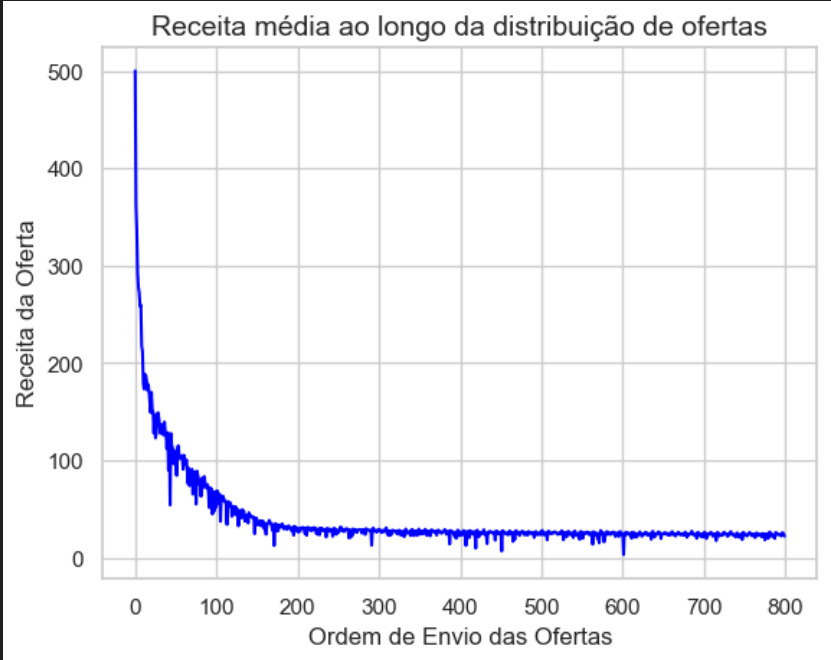 Receita média ao longo da distribuição de ofertas
500
400
300
200
100
0
Receita da Oferta
0 100 200 300 400 500 600 700 800
Ordem de Envio das Ofertas